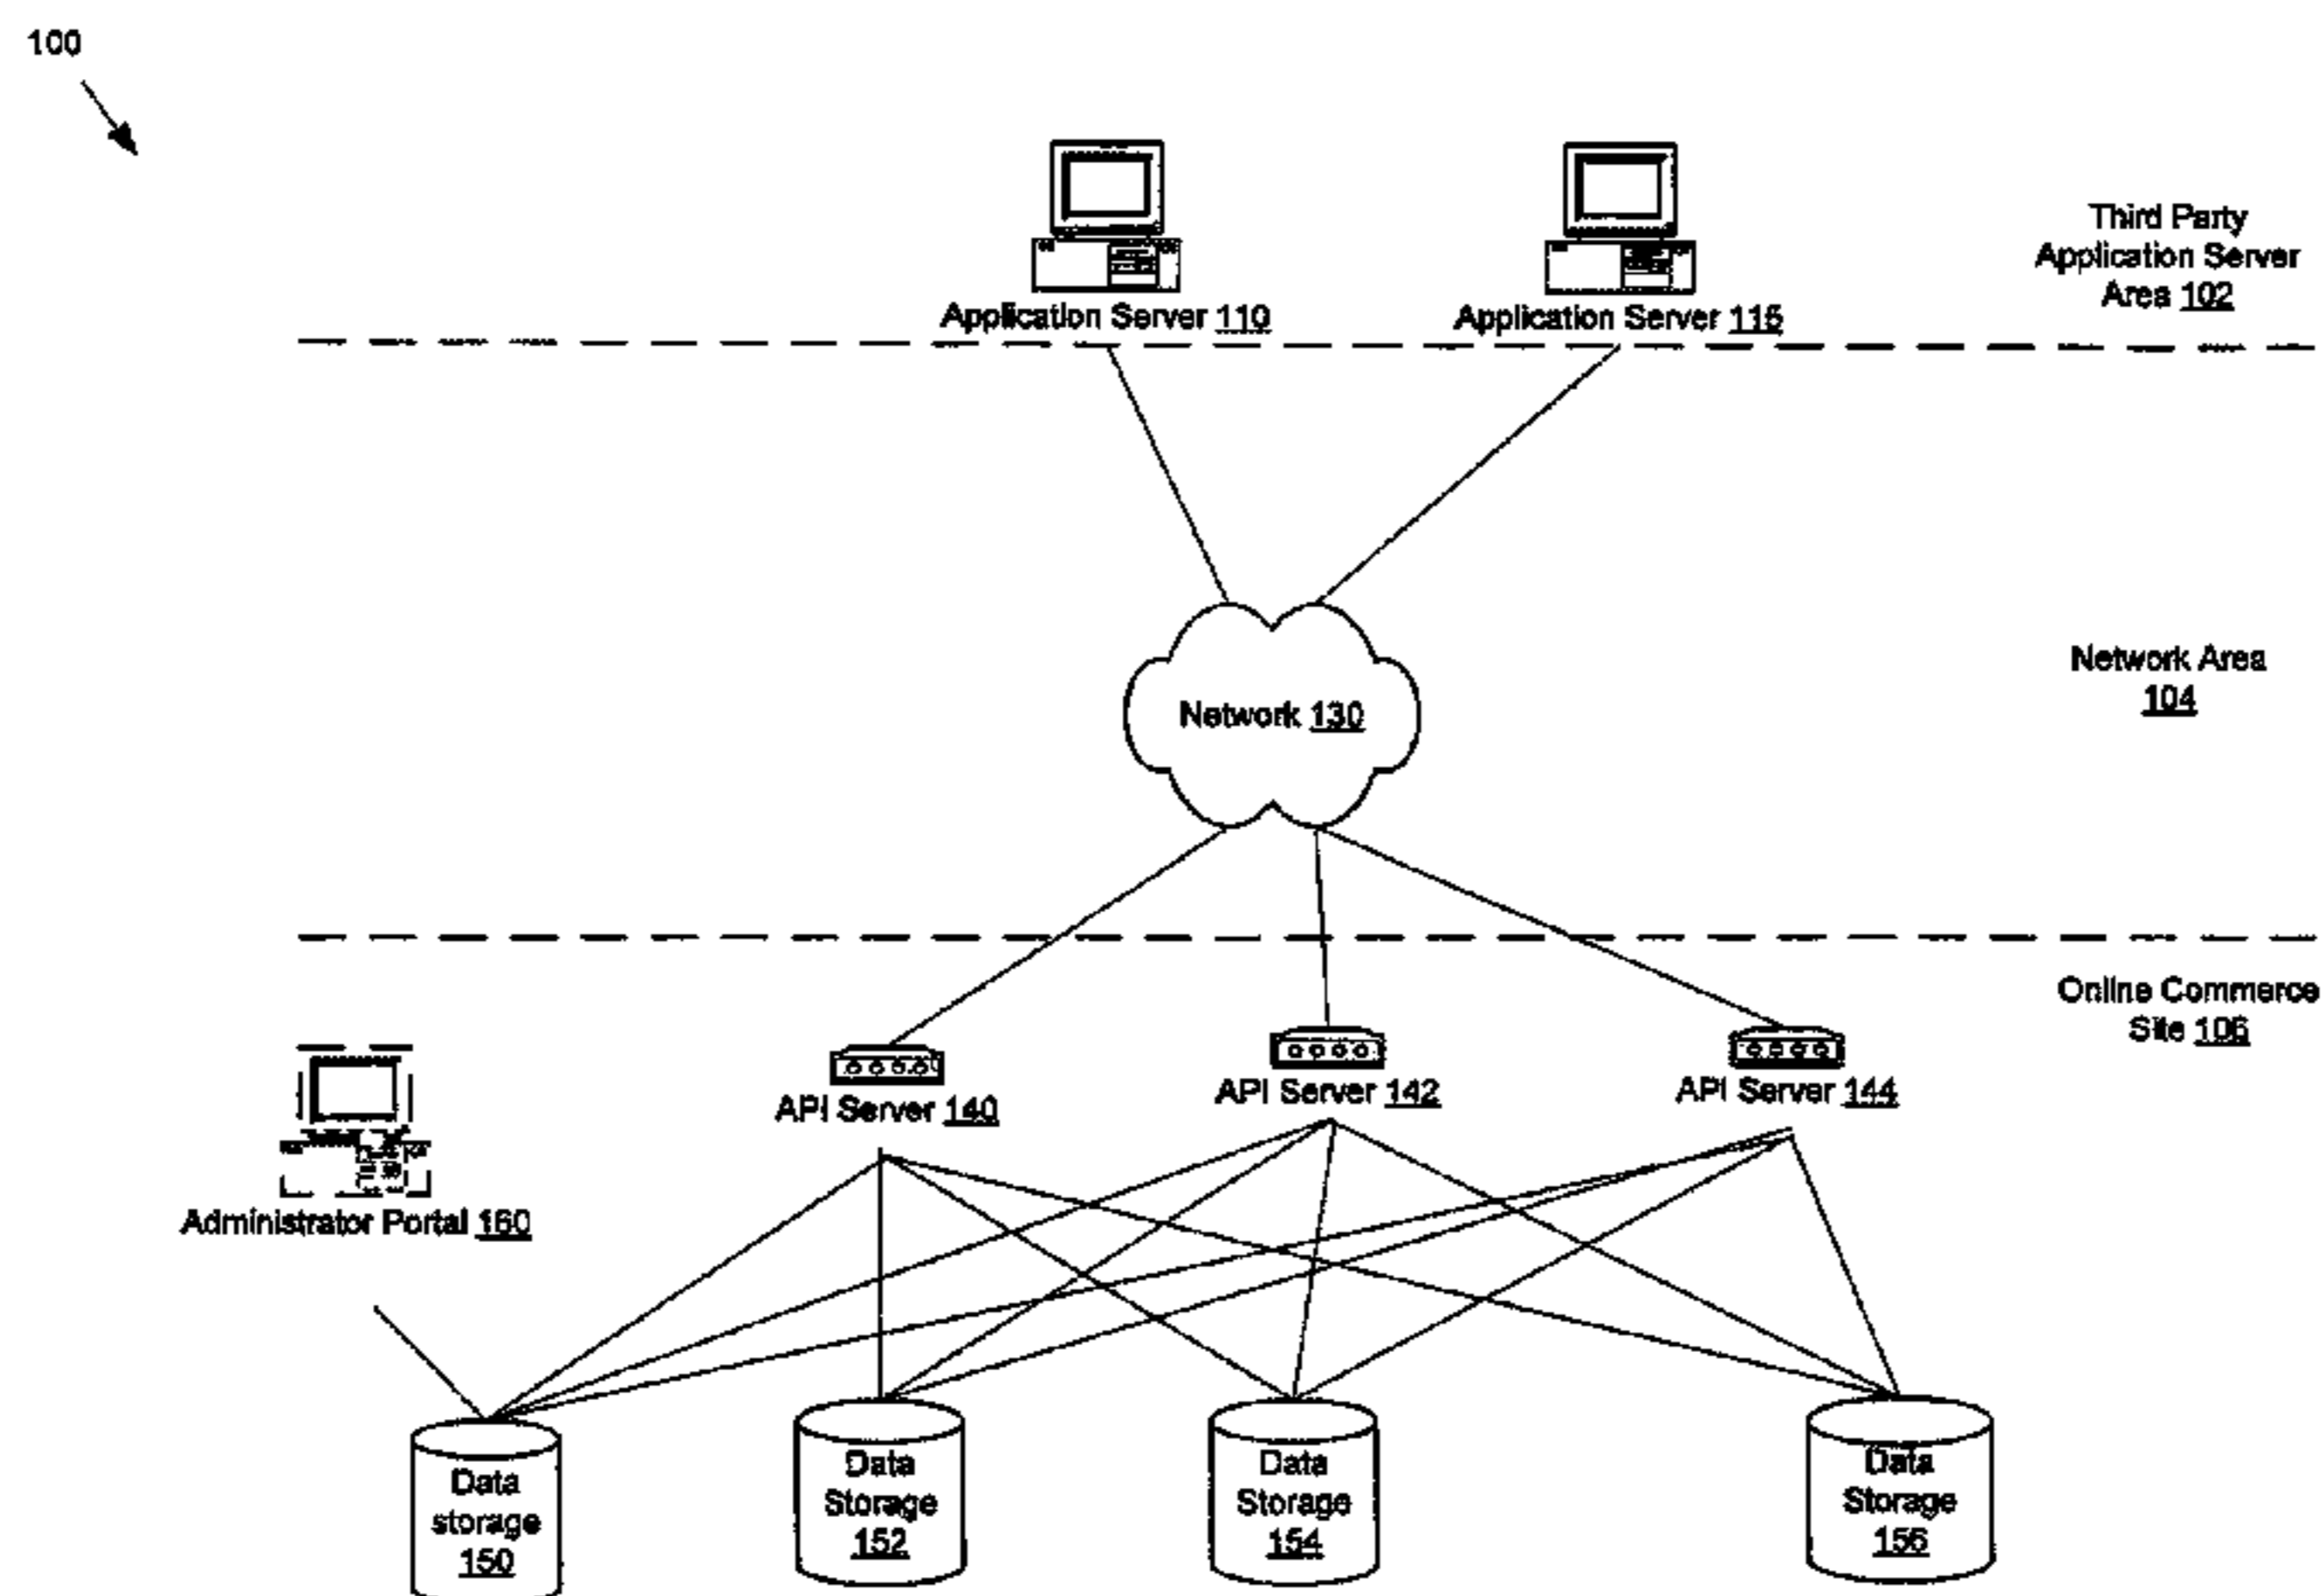 100
Third Party
Application Server
Area 102
Application Server 110
Application Server 115
Network Area
104
Network 130
Online Commerce
Site 106
API Server 140
API Server 142
API Server 144
Administrator Portal 160
Data
storage
150
Data
Storage
152
Data
Storage
154
Data
Storage
156